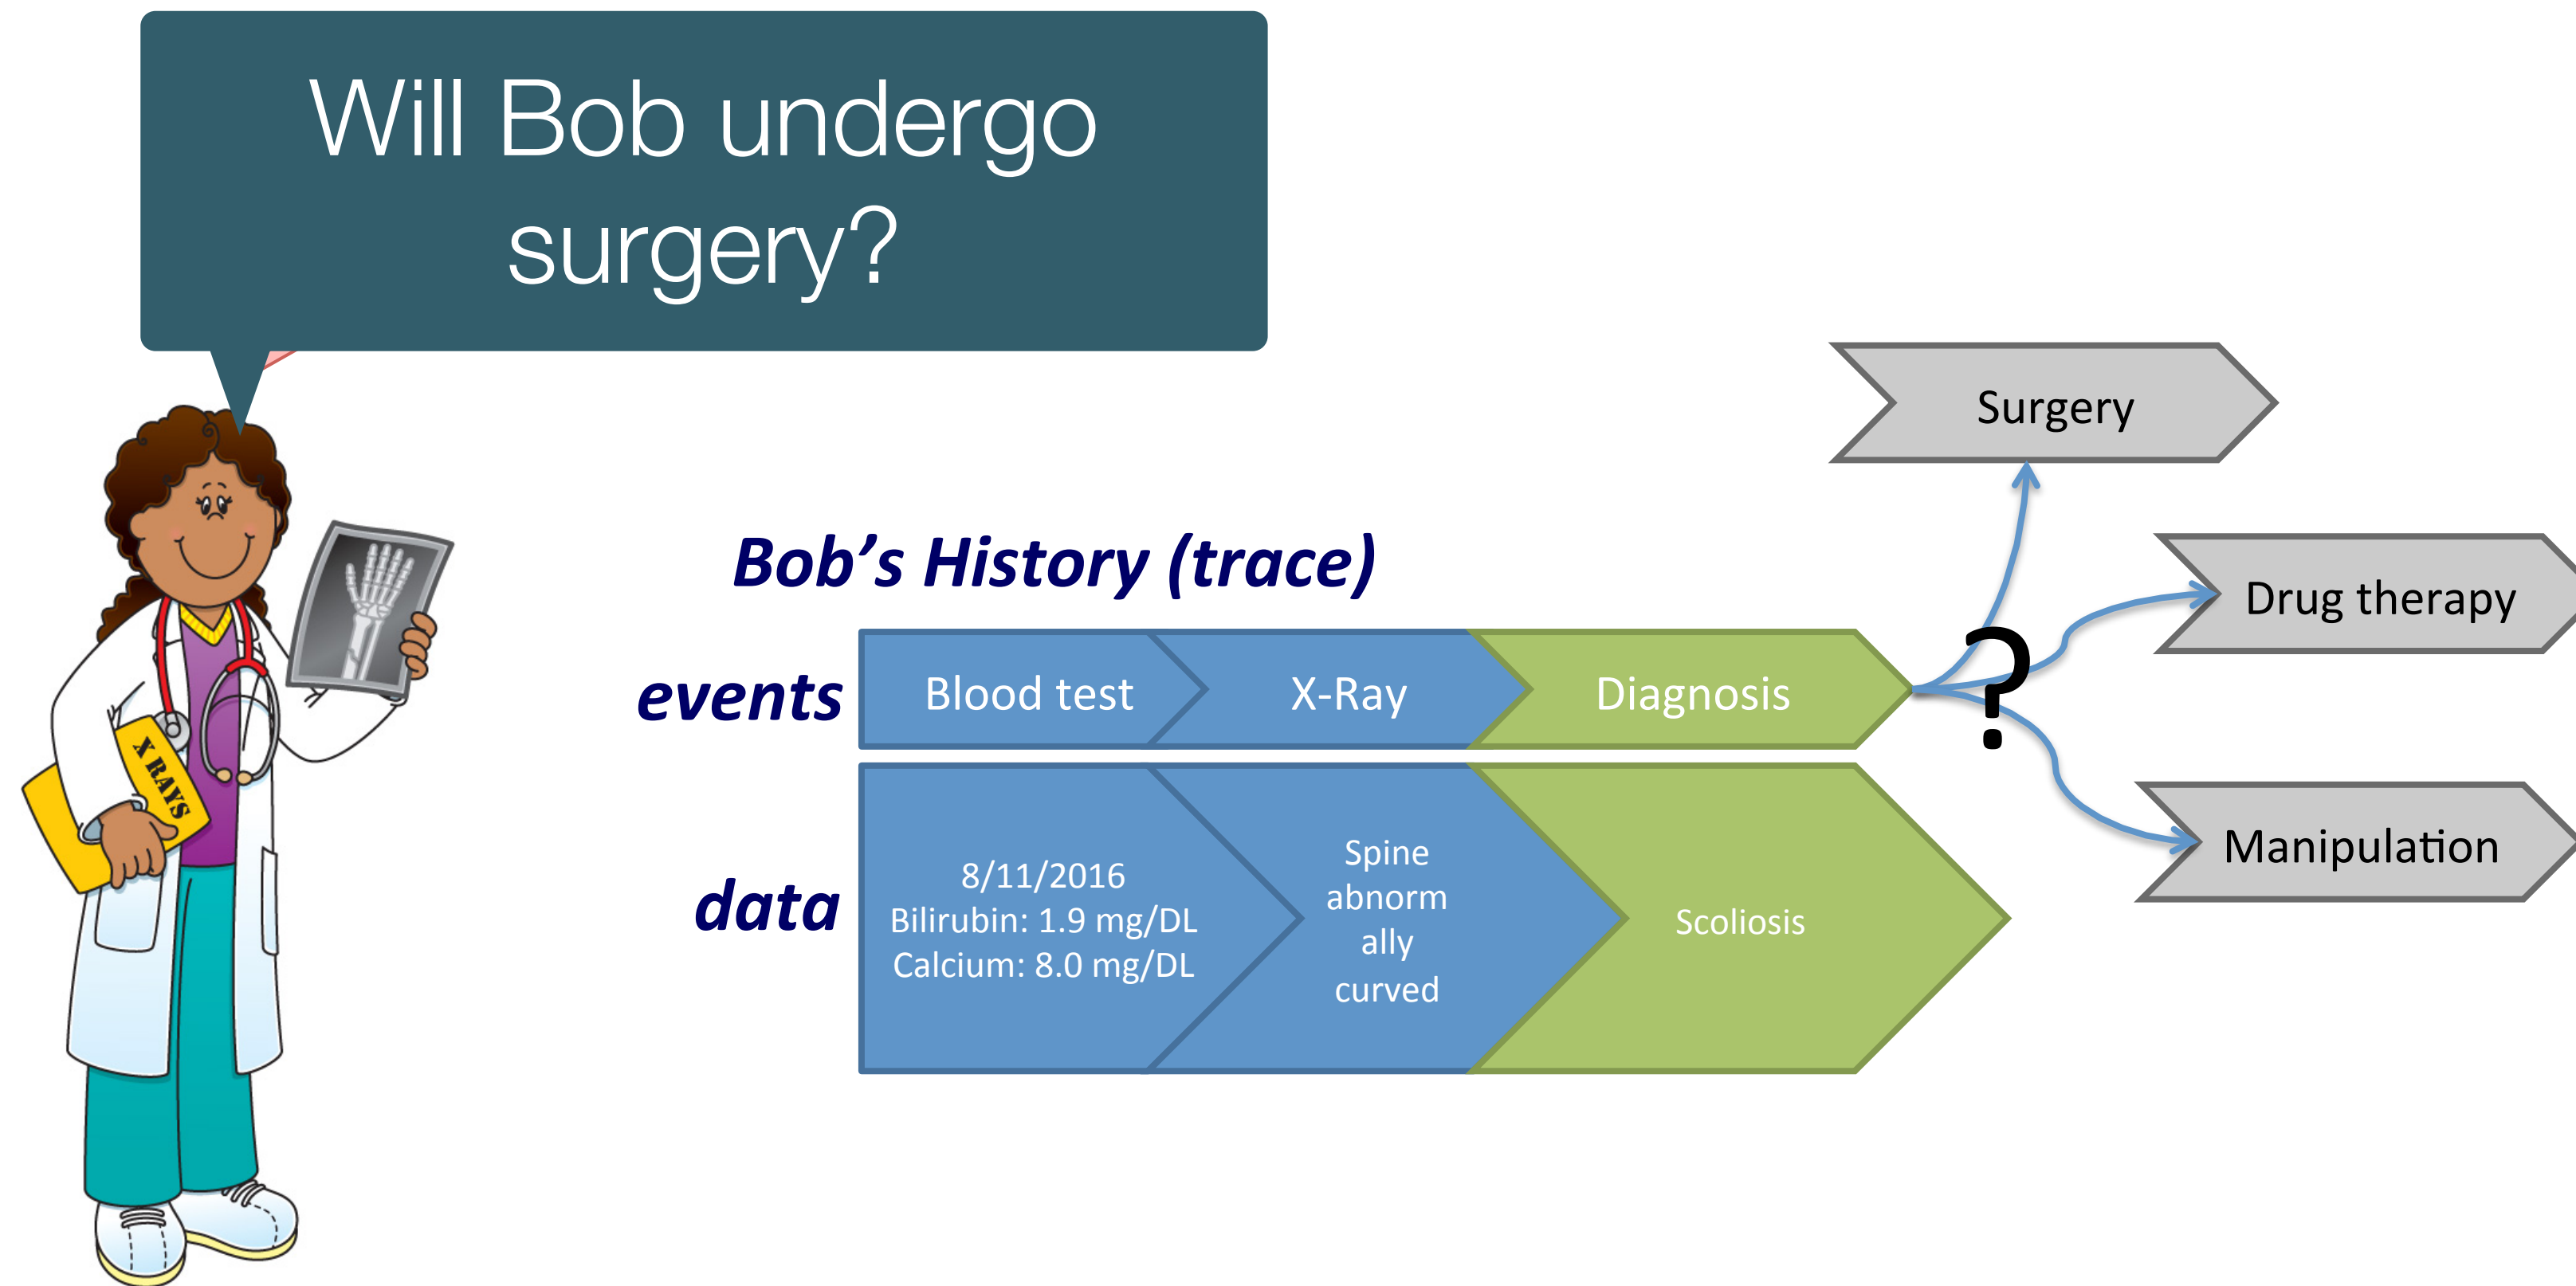 Will Bob undergo
surgery?
X RAYS
Bob’s History (trace)
events
Blood test
X-Ray
Diagnosis
?
Surgery
Drug therapy
Manipulation
data
8/11/2016
Bilirubin: 1.9 mg/DL
Calcium: 8.0 mg/DL
Spine
abnorm
ally
curved
Scoliosis